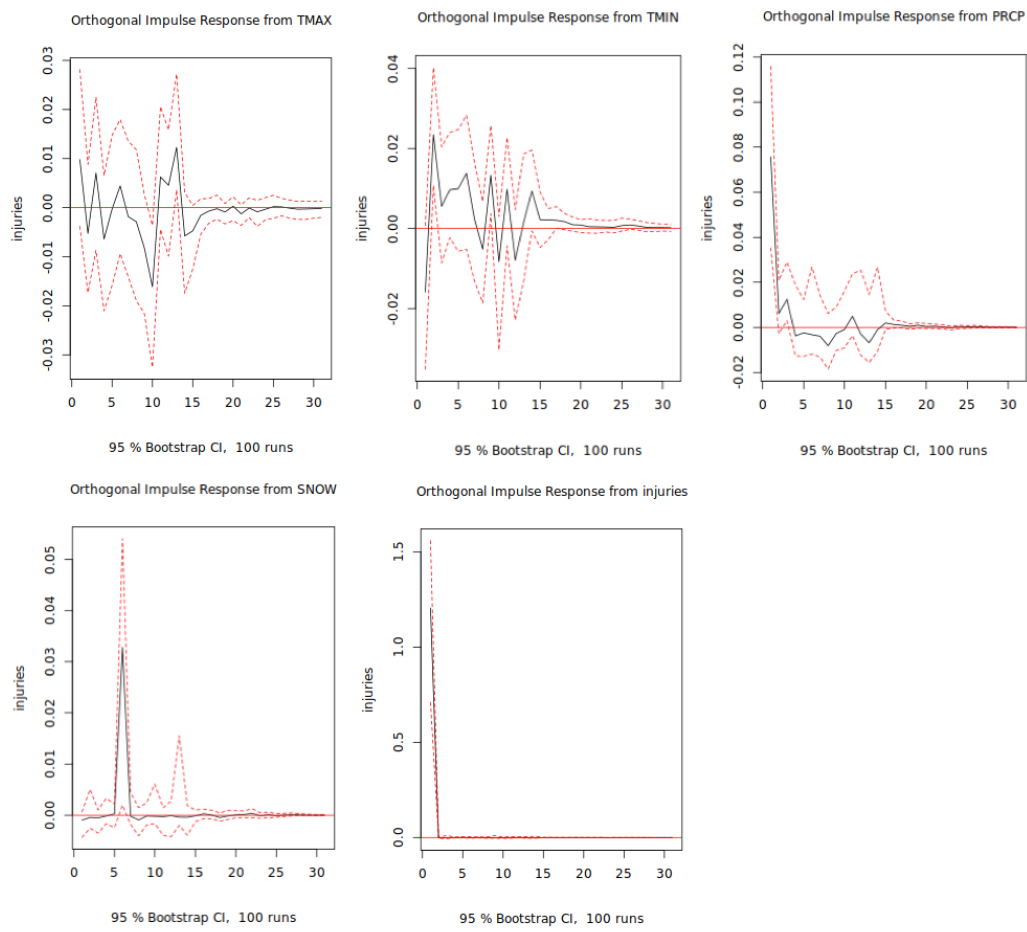 Orthogonal Impulse Response from TMAX
injuries
0.03
0.02
0.01
0.00
-0.01
-0.02
-0.03
0 5 10 15 20 25 30
95 % Bootstrap CI, 100 runs
Orthogonal Impulse Response from TMIN
injuries
0.04
0.02
0.00
-0.02
0 5 10 15 20 25 30
95 % Bootstrap CI, 100 runs
Orthogonal Impulse Response from PRCP
injuries
0.12
0.10
0.08
0.06
0.04
0.02
0.00
-0.02
0 5 10 15 20 25 30
95 % Bootstrap CI, 100 runs
Orthogonal Impulse Response from SNOW
injuries
0.05
0.04
0.03
0.02
0.01
0.00
0 5 10 15 20 25 30
95 % Bootstrap CI, 100 runs
Orthogonal Impulse Response from injuries
injuries
1.5
1.0
0.5
0.0
0 5 10 15 20 25 30
95 % Bootstrap CI, 100 runs